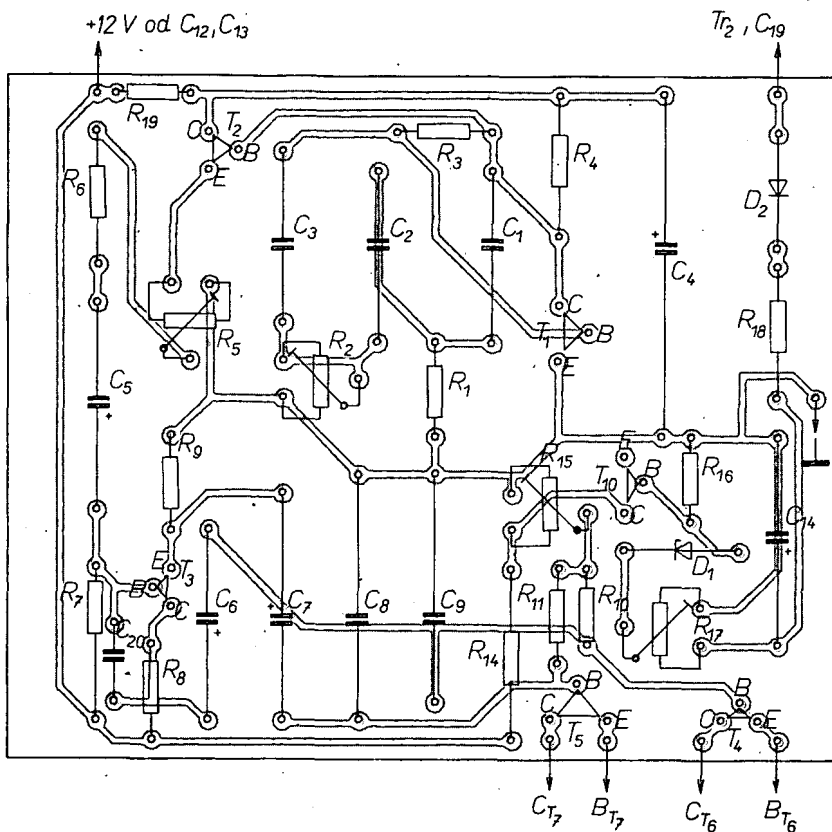 +12 V od C12, C13
Tr2, C19
R19
T2
C
B
E
R3
R4
R6
C3
C2
C1
D2
C4
+
C
T1
B
E
R5
R2
R18
C5
+
R1
R9
R15
E
T10
B
C
R16
C14
+
D1
E
T3
B
C
R7
C20
R8
C6
+
C7
+
C8
C9
R11
R10
R14
R17
B
C
T5
E
B
C
T4
E
CT7
BT7
CT6
BT6